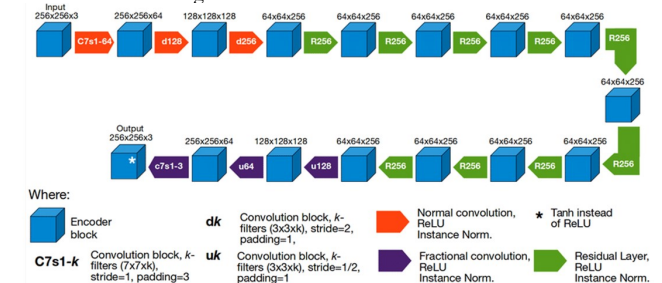 Input
256x256x3
256x256x64
128x128x128
64x64x256
64x64x256
64x64x256
64x64x256
C7s1-64
d128
d256
R256
R256
R256
R256
64x64x256
Output
256x256x3
256x256x64
128x128x128
64x64x256
64x64x256
64x64x256
64x64x256
*
c7s1-3
u64
u128
R256
R256
R256
R256
Where:
Encoder
block
dk
Convolution block, k-
filters (3x3xk), stride=2,
padding=1,
Normal convolution,
ReLU
Instance Norm.
* Tanh instead
of ReLU
C7s1-k
Convolution block, k-
filters (7x7xk),
stride=1, padding=3
uk
Convolution block, k-
filters (3x3xk), stride=1/2,
padding=1
Fractional convolution,
ReLU
Instance Norm.
Residual Layer,
ReLU
Instance Norm.